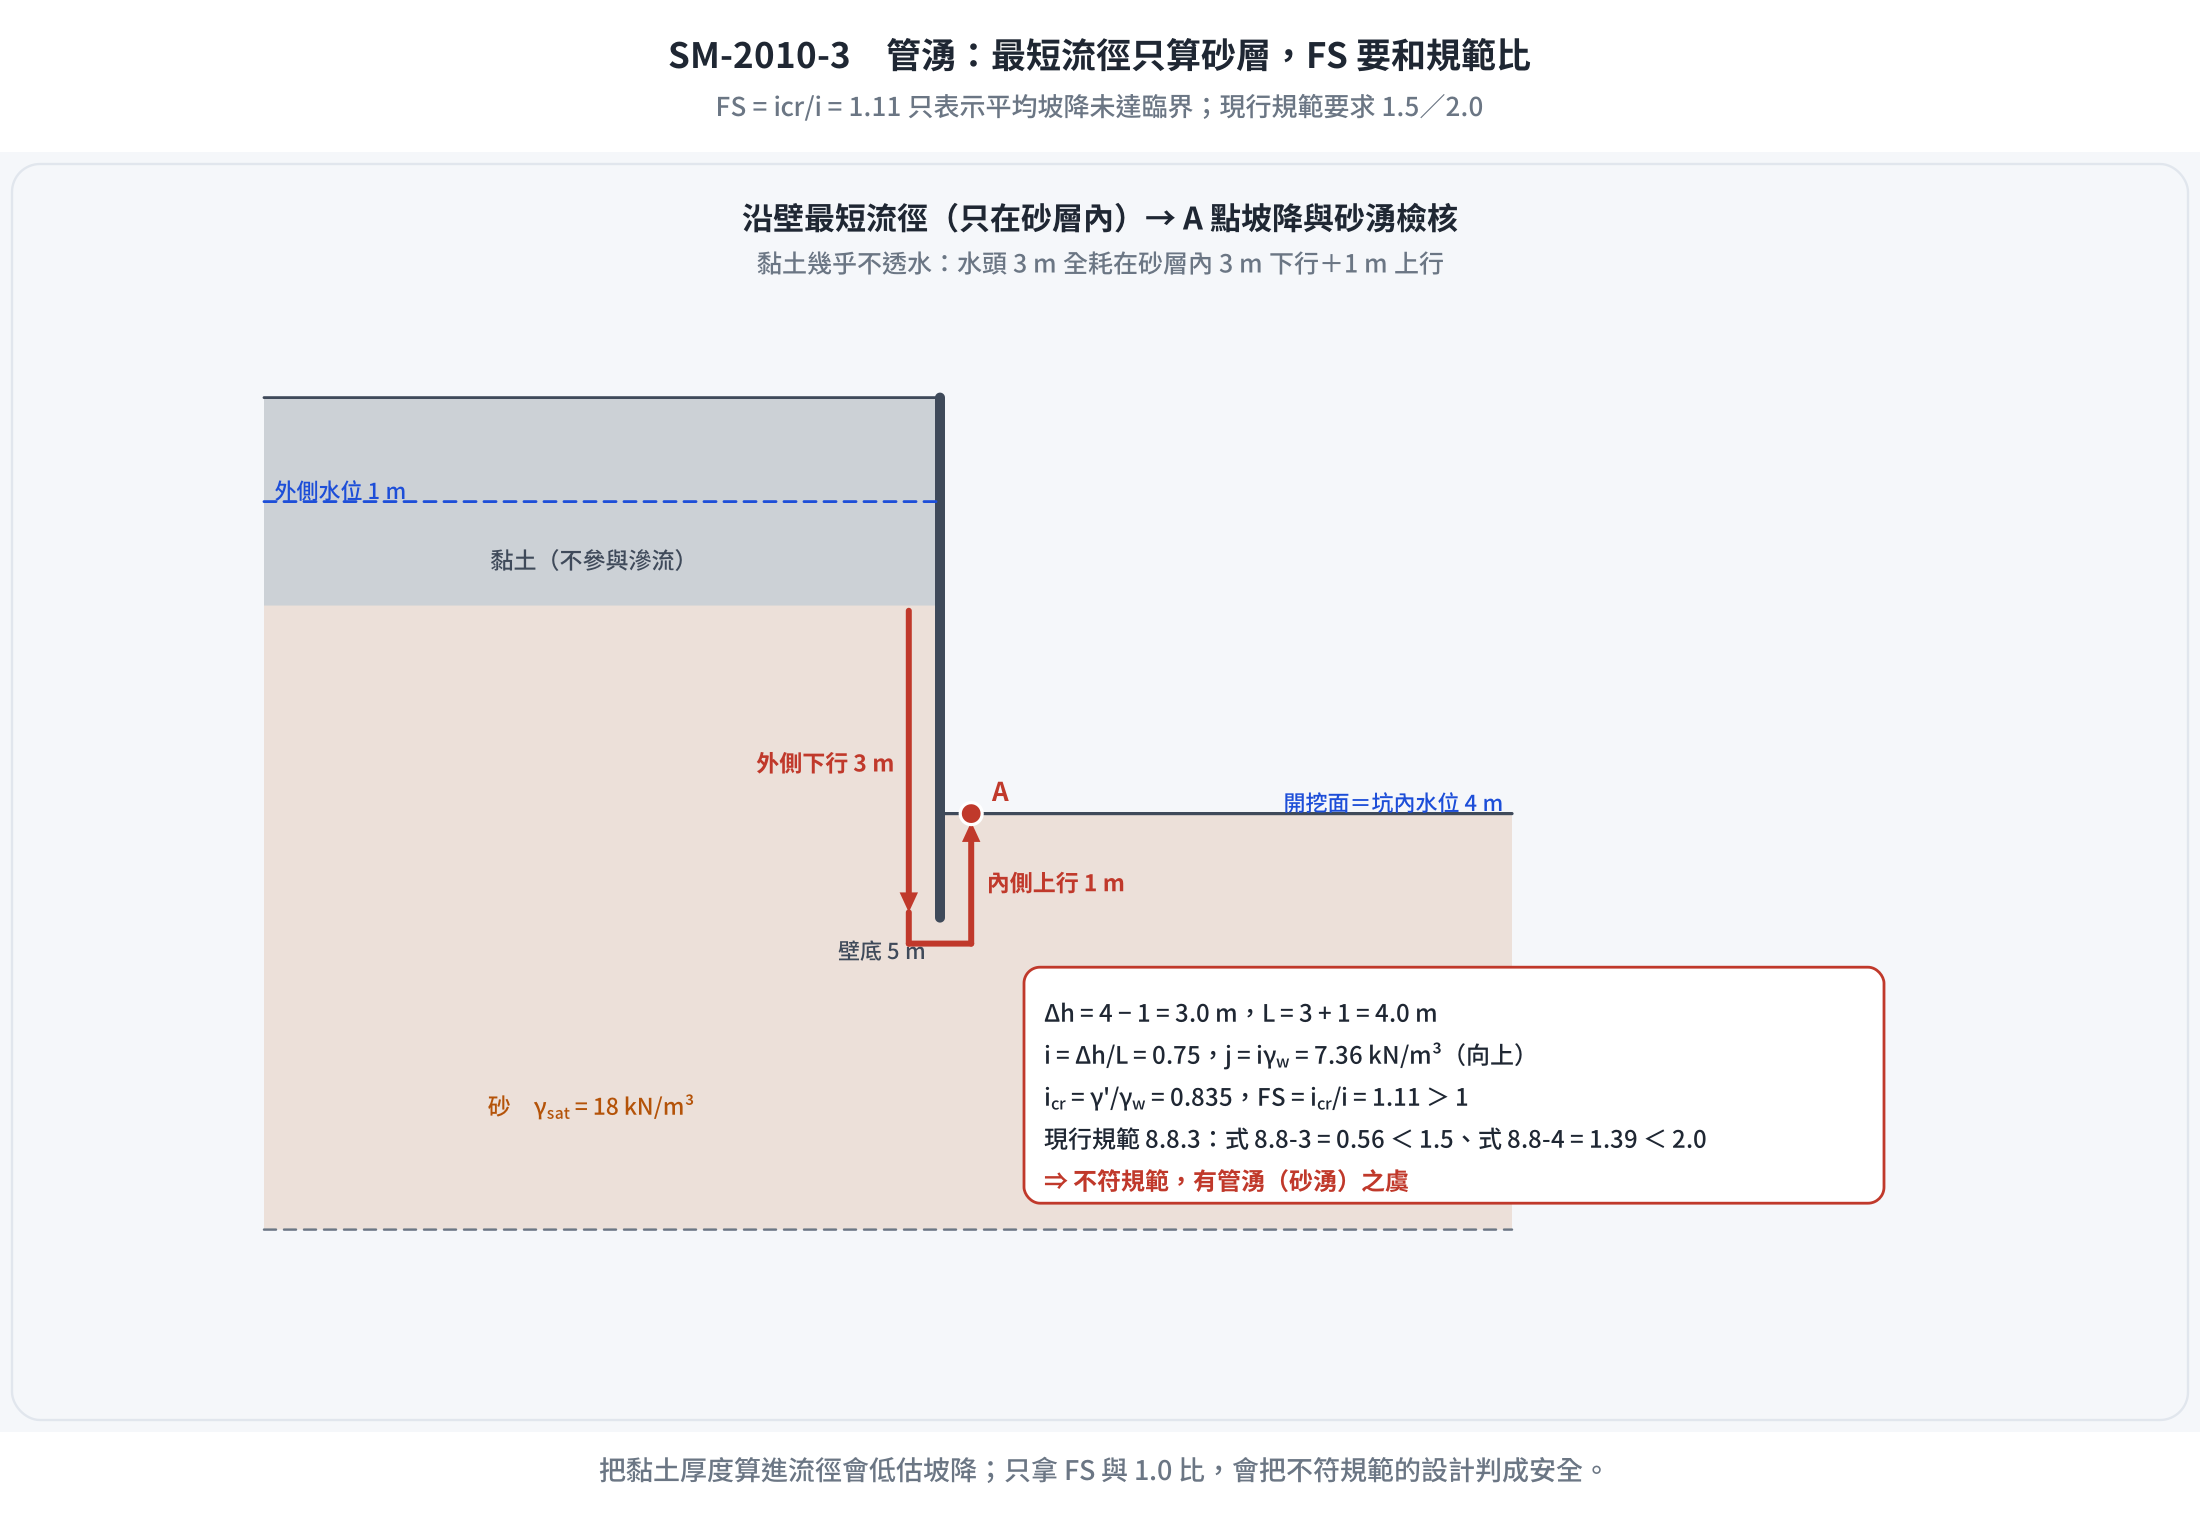 SM-2010-3　管湧：最短流徑只算砂層，FS 要和規範比
FS = icr/i = 1.11 只表示平均坡降未達臨界；現行規範要求 1.5／2.0
沿壁最短流徑（只在砂層內）→ A 點坡降與砂湧檢核
黏土幾乎不透水：水頭 3 m 全耗在砂層內 3 m 下行＋1 m 上行
外側水位 1 m
黏土（不參與滲流）
外側下行 3 m
A
開挖面＝坑內水位 4 m
內側上行 1 m
壁底 5 m
砂　γsat = 18 kN/m³
Δh = 4 − 1 = 3.0 m，L = 3 + 1 = 4.0 m
i = Δh/L = 0.75，j = iγw = 7.36 kN/m³（向上）
icr = γ'/γw = 0.835，FS = icr/i = 1.11 ＞ 1
現行規範 8.8.3：式 8.8-3 = 0.56 ＜ 1.5、式 8.8-4 = 1.39 ＜ 2.0
⇒ 不符規範，有管湧（砂湧）之虞
把黏土厚度算進流徑會低估坡降；只拿 FS 與 1.0 比，會把不符規範的設計判成安全。